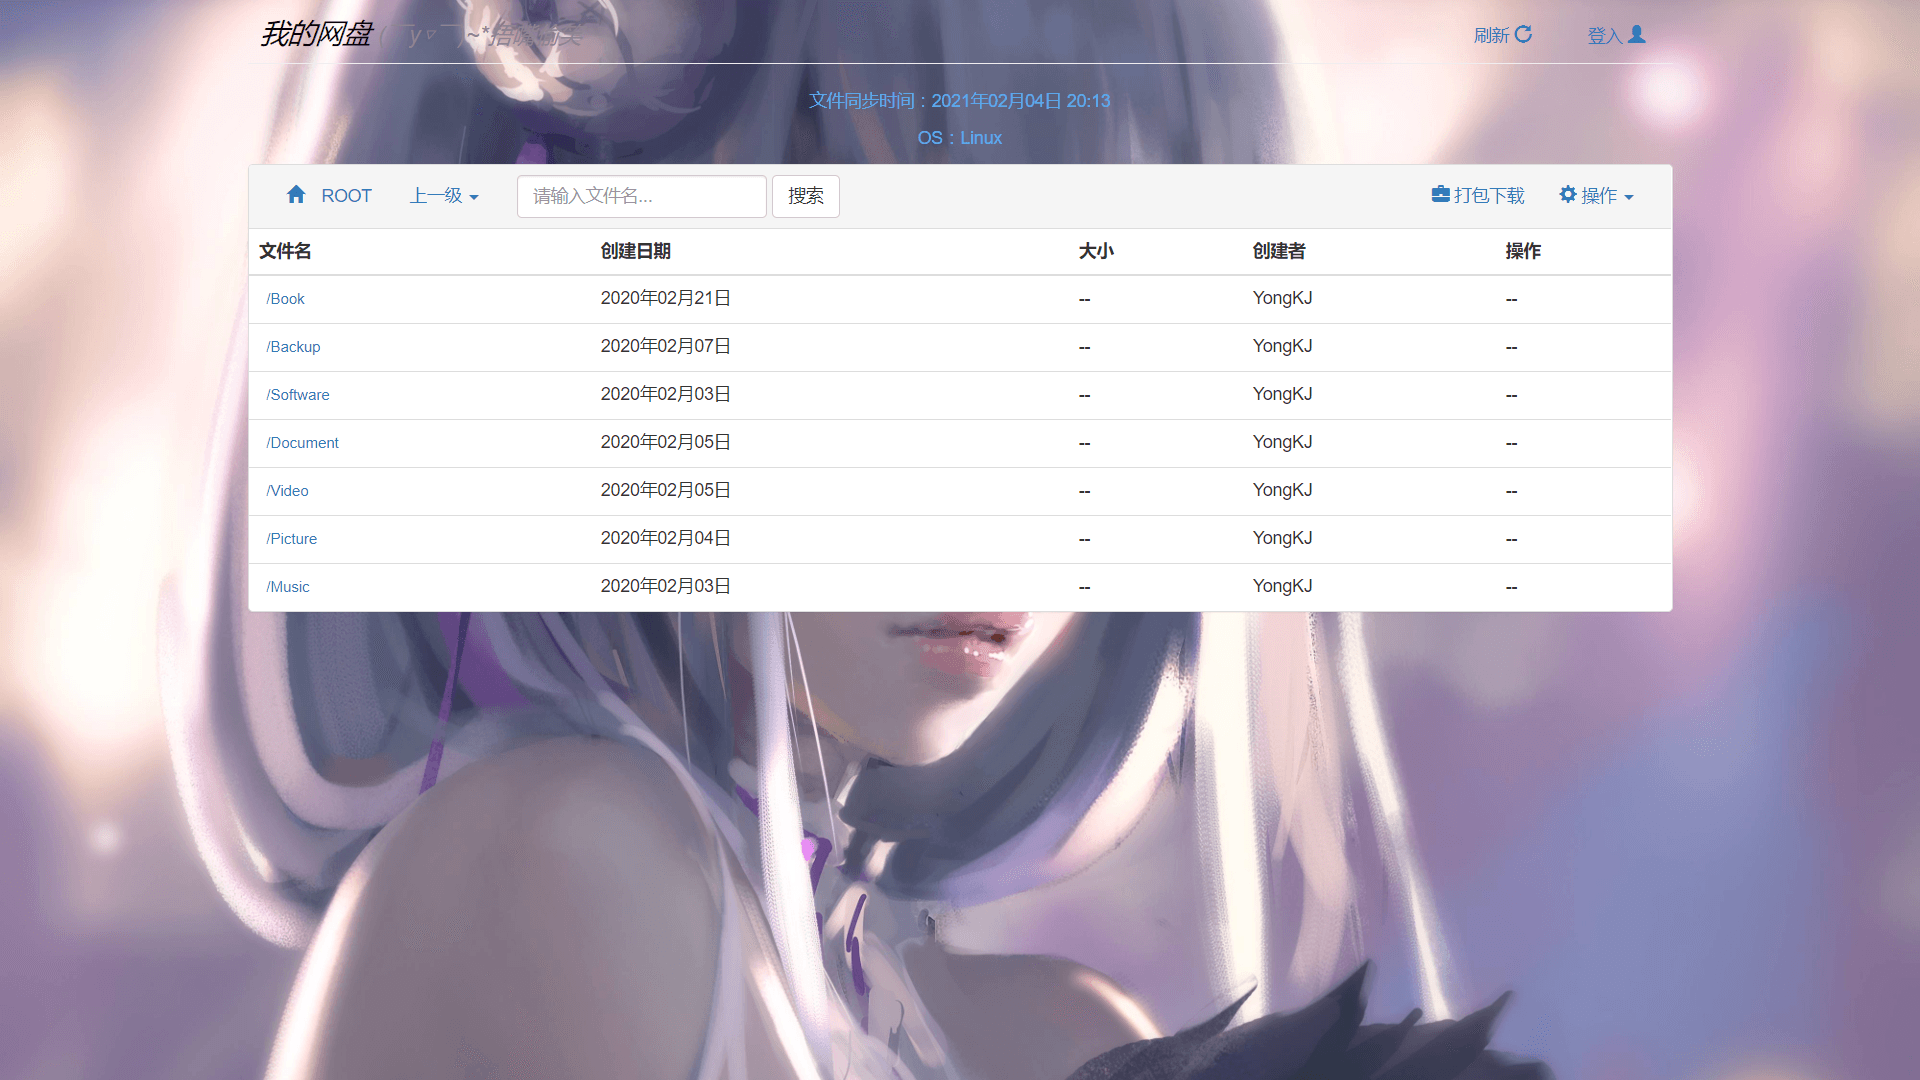 我的网盘 (￣y▽￣)~*捂嘴偷笑
刷新 登入
文件同步时间：2021年02月04日 20:13
OS：Linux
ROOT 上一级 请输入文件名... 搜索 打包下载 操作
文件名 创建日期 大小 创建者 操作
/Book 2020年02月21日 -- YongKJ --
/Backup 2020年02月07日 -- YongKJ --
/Software 2020年02月03日 -- YongKJ --
/Document 2020年02月05日 -- YongKJ --
/Video 2020年02月05日 -- YongKJ --
/Picture 2020年02月04日 -- YongKJ --
/Music 2020年02月03日 -- YongKJ --